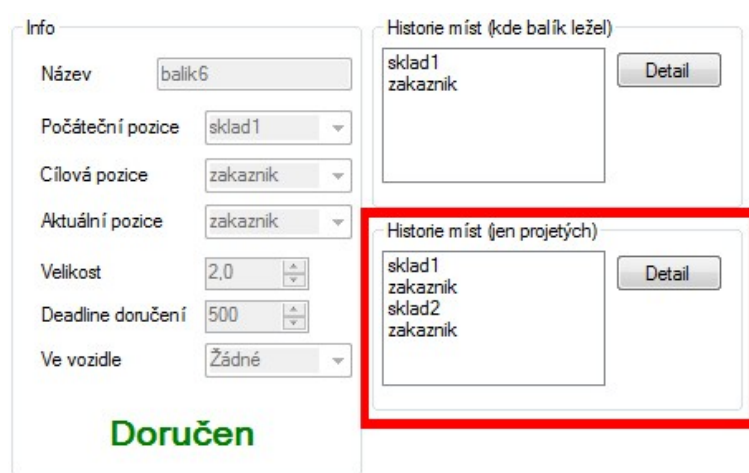 Info
Název balik6
Počáteční pozice sklad1
Cílová pozice zakaznik
Aktuální pozice zakaznik
Velikost 2,0
Deadline doručení 500
Ve vozidle Žádné
Doručen
Historie míst (kde balík ležel)
sklad1
zakaznik
Detail
Historie míst (jen projetých)
sklad1
zakaznik
sklad2
zakaznik
Detail